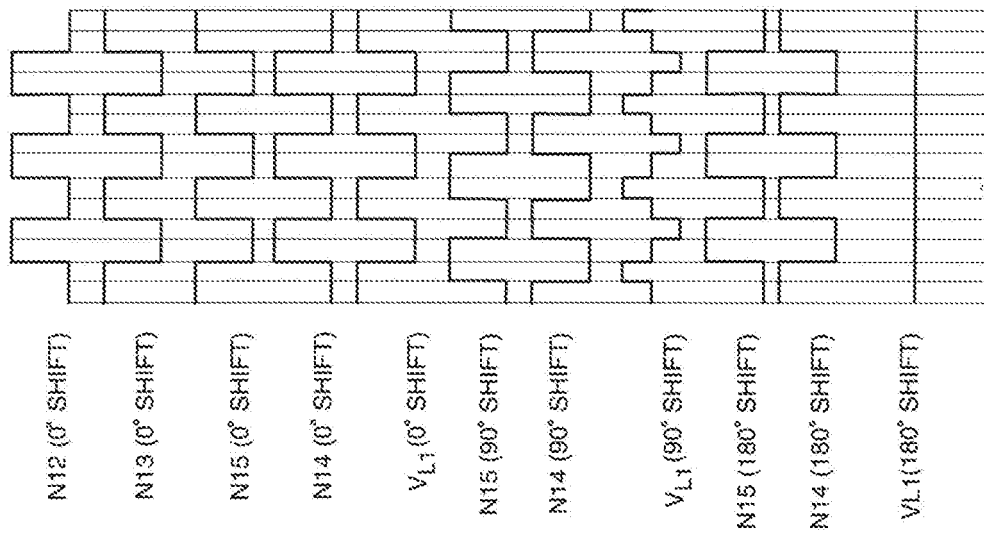 N12 (0° SHIFT)
N13 (0° SHIFT)
N15 (0° SHIFT)
N14 (0° SHIFT)
VL1 (0° SHIFT)
N15 (90° SHIFT)
N14 (90° SHIFT)
VL1 (90° SHIFT)
N15 (180° SHIFT)
N14 (180° SHIFT)
VL1(180° SHIFT)